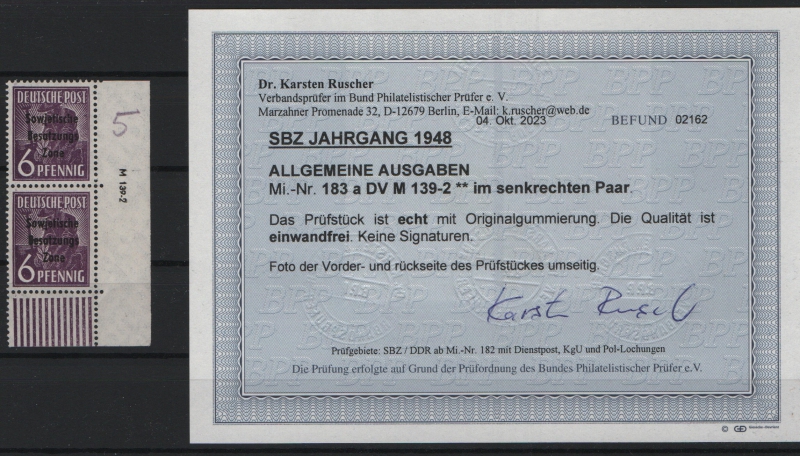 DEUTSCHE POST
Sowjetische
Besatzungs
Zone
6 PFENNIG
5
M 139-2
DEUTSCHE POST
Sowjetische
Besatzungs
Zone
6 PFENNIG
Dr. Karsten Ruscher
Verbandsprüfer im Bund Philatelistischer Prüfer e. V.
Marzahner Promenade 32, D-12679 Berlin, E-Mail: k.ruscher@web.de
04. Okt. 2023 BEFUND 02162
SBZ JAHRGANG 1948
ALLGEMEINE AUSGABEN
Mi.-Nr. 183 a DV M 139-2 ** im senkrechten Paar.
Das Prüfstück ist echt mit Originalgummierung. Die Qualität ist
einwandfrei. Keine Signaturen.
Foto der Vorder- und rückseite des Prüfstückes umseitig.
Karsten Ruscher
Prüfgebiete: SBZ / DDR ab Mi.-Nr. 182 mit Dienstpost, KgU und Pol-Lochungen
Die Prüfung erfolgte auf Grund der Prüfordnung des Bundes Philatelistischer Prüfer e.V.